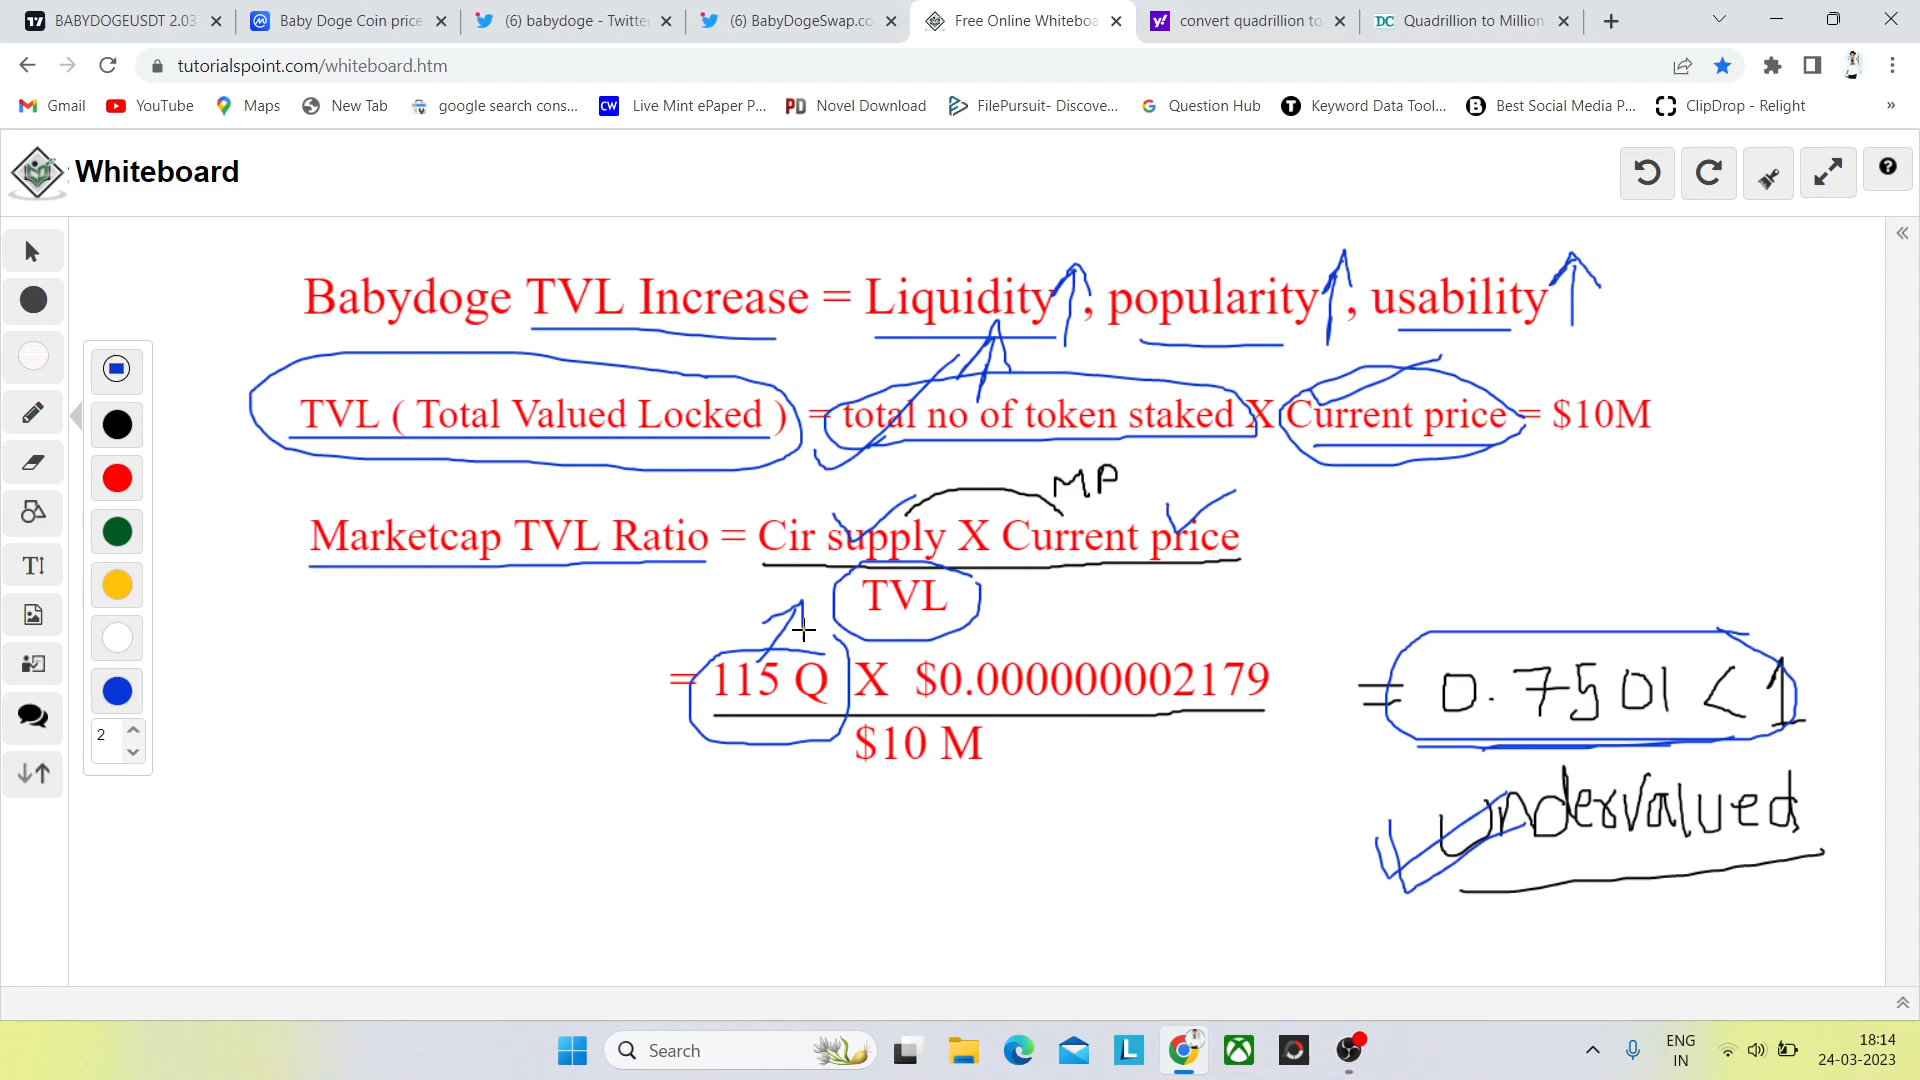 BABYDOGEUSDT 2.03
Baby Doge Coin price
(6) babydoge - Twitte
(6) BabyDogeSwap.co
Free Online Whiteboa
convert quadrillion to
DC Quadrillion to Million
tutorialspoint.com/whiteboard.htm
Gmail
YouTube
Maps
New Tab
google search cons...
CW Live Mint ePaper P...
PD Novel Download
FilePursuit- Discove...
Question Hub
Keyword Data Tool...
Best Social Media P...
ClipDrop - Relight
Whiteboard
Babydoge TVL Increase = Liquidity, popularity, usability
TVL ( Total Valued Locked ) = total no of token staked X Current price = $10M
MP
Marketcap TVL Ratio = Cir supply X Current price
TVL
= 115 Q X $0.000000002179
$10 M
= 0.7501 < 1
Undervalued
2
Search
ENG
IN
18:14
24-03-2023